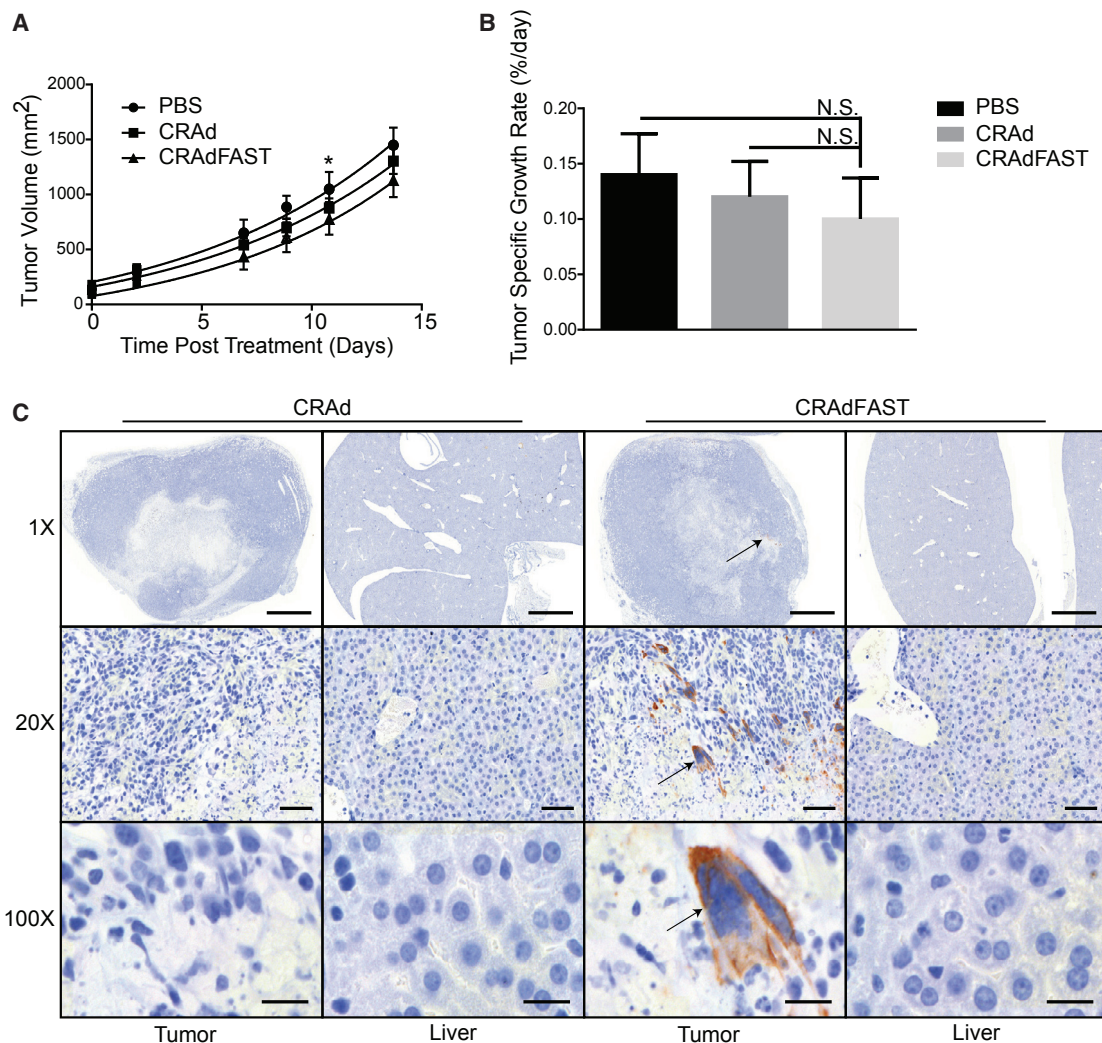 A
Tumor Volume (mm2)
2000
1500
1000
500
0
PBS
CRAd
CRAdFAST
*
0 5 10 15
Time Post Treatment (Days)
B
Tumor Specific Growth Rate (%/day)
0.20
0.15
0.10
0.05
0.00
N.S.
N.S.
PBS
CRAd
CRAdFAST
C
CRAd CRAdFAST
1X
20X
100X
Tumor Liver Tumor Liver